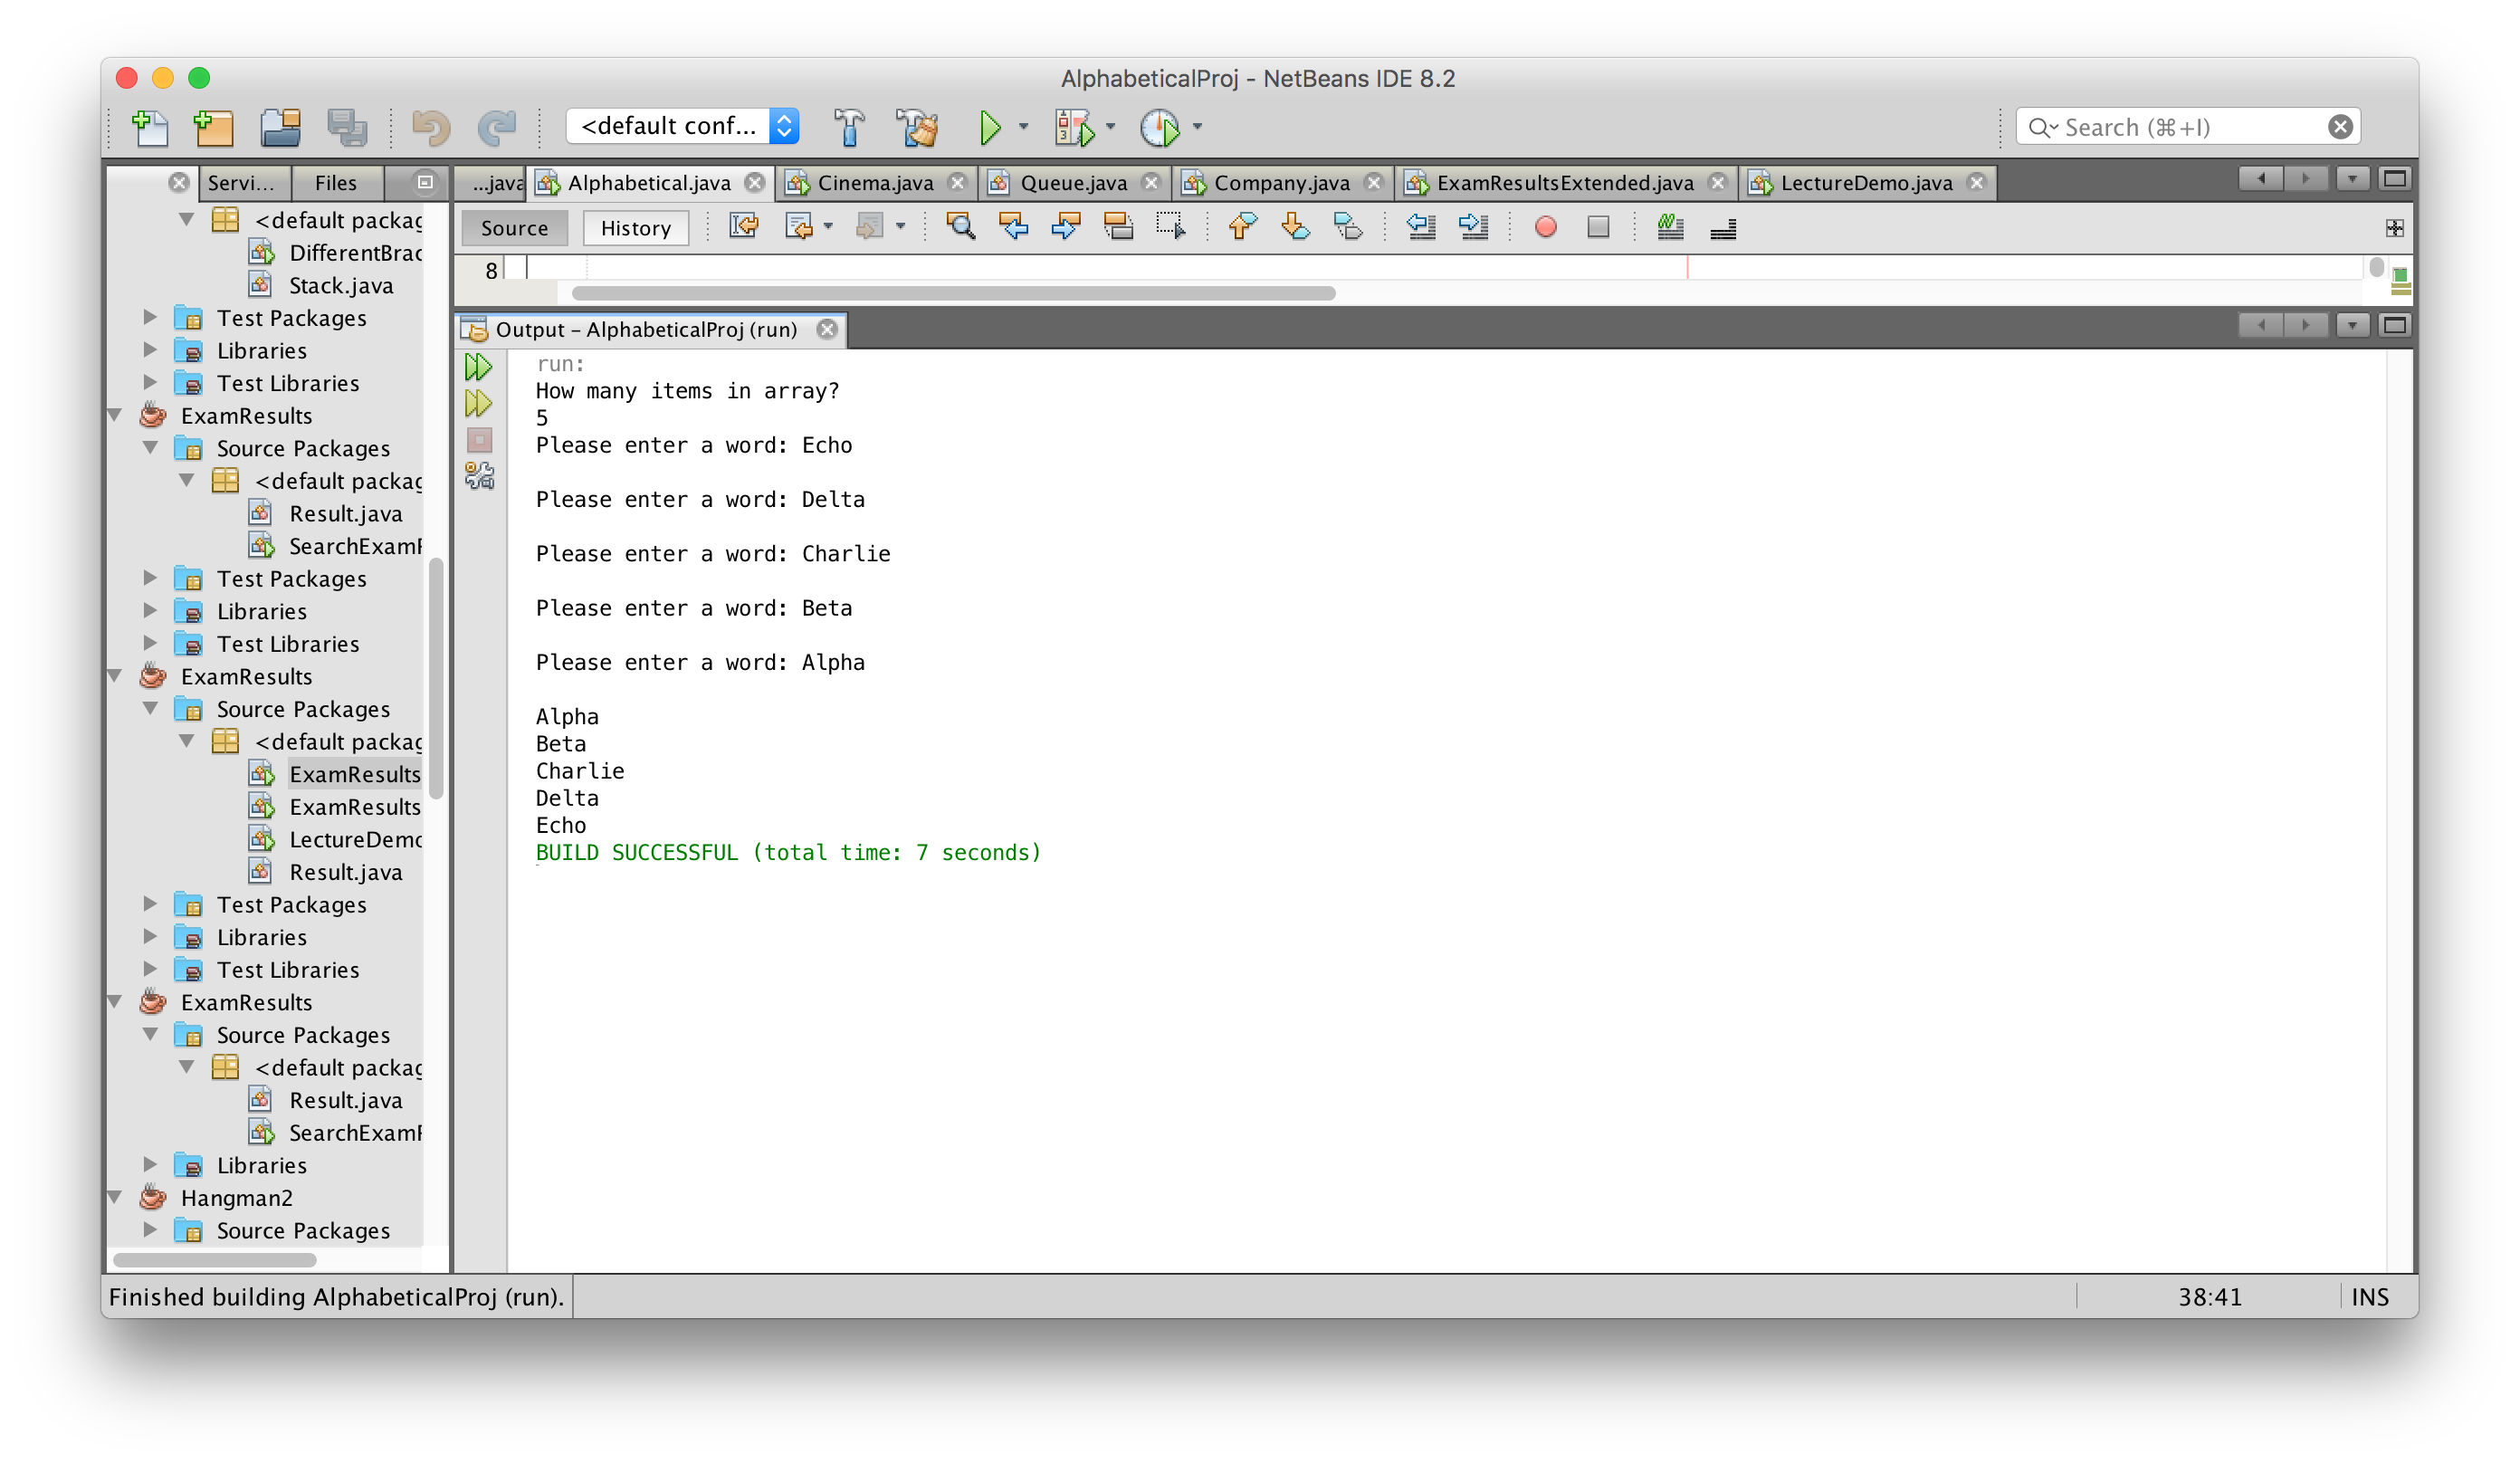 AlphabeticalProj - NetBeans IDE 8.2
<default conf...
Search (⌘+I)
Servi...
Files
...java
Alphabetical.java
Cinema.java
Queue.java
Company.java
ExamResultsExtended.java
LectureDemo.java
Source
History
8
<default packag
DifferentBrac
Stack.java
Test Packages
Libraries
Test Libraries
ExamResults
Source Packages
<default packag
Result.java
SearchExam
Test Packages
Libraries
Test Libraries
ExamResults
Source Packages
<default packag
ExamResults
ExamResults
LectureDemo
Result.java
Test Packages
Libraries
Test Libraries
ExamResults
Source Packages
<default packag
Result.java
SearchExam
Libraries
Hangman2
Source Packages
Output – AlphabeticalProj (run)
run:
How many items in array?
5
Please enter a word: Echo
Please enter a word: Delta
Please enter a word: Charlie
Please enter a word: Beta
Please enter a word: Alpha
Alpha
Beta
Charlie
Delta
Echo
BUILD SUCCESSFUL (total time: 7 seconds)
Finished building AlphabeticalProj (run).
38:41
INS